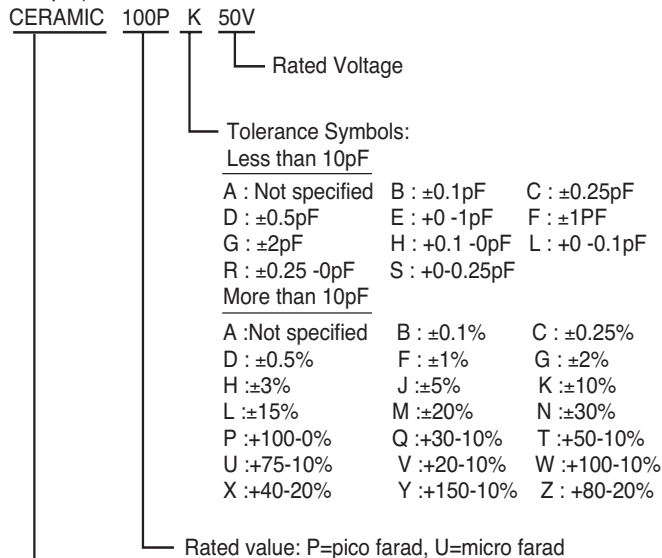 CERAMIC 100P K 50V
Rated Voltage
Tolerance Symbols:
Less than 10pF
A : Not specified B : ±0.1pF C : ±0.25pF
D : ±0.5pF E : +0 -1pF F : ±1PF
G : ±2pF H : +0.1 -0pF L : +0 -0.1pF
R : ±0.25 -0pF S : +0-0.25pF
More than 10pF
A :Not specified B : ±0.1% C : ±0.25%
D : ±0.5% F : ±1% G : ±2%
H :±3% J :±5% K :±10%
L :±15% M :±20% N :±30%
P :+100-0% Q :+30-10% T :+50-10%
U :+75-10% V :+20-10% W :+100-10%
X :+40-20% Y :+150-10% Z : +80-20%
Rated value: P=pico farad, U=micro farad